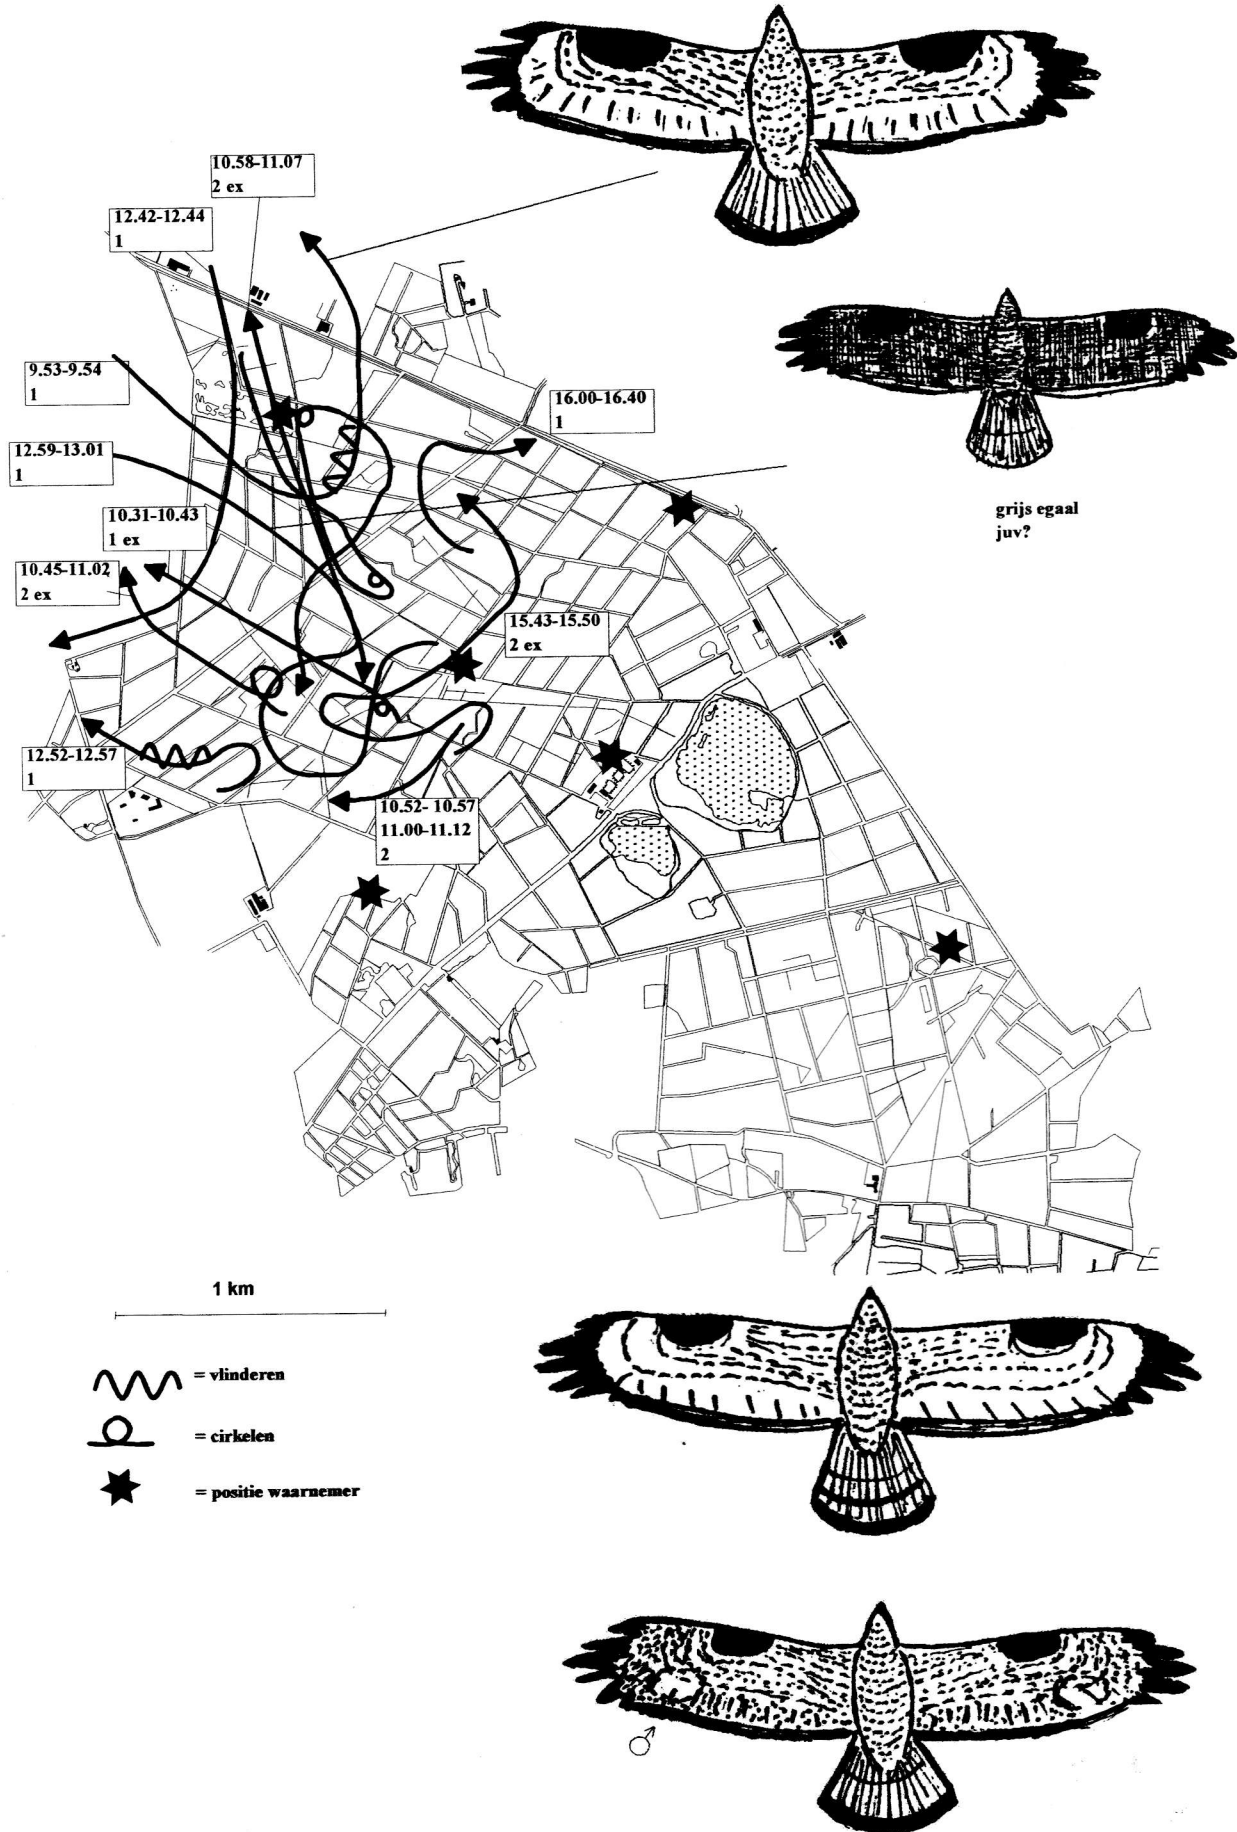 10.58-11.07
2 ex
12.42-12.44
1
9.53-9.54
1
16.00-16.40
1
12.59-13.01
1
10.31-10.43
1 ex
grijs egaal
juv?
10.45-11.02
2 ex
15.43-15.50
2 ex
12.52-12.57
1
10.52- 10.57
11.00-11.12
2
1 km
= vlinderen
= cirkelen
= positie waarnemer
♂